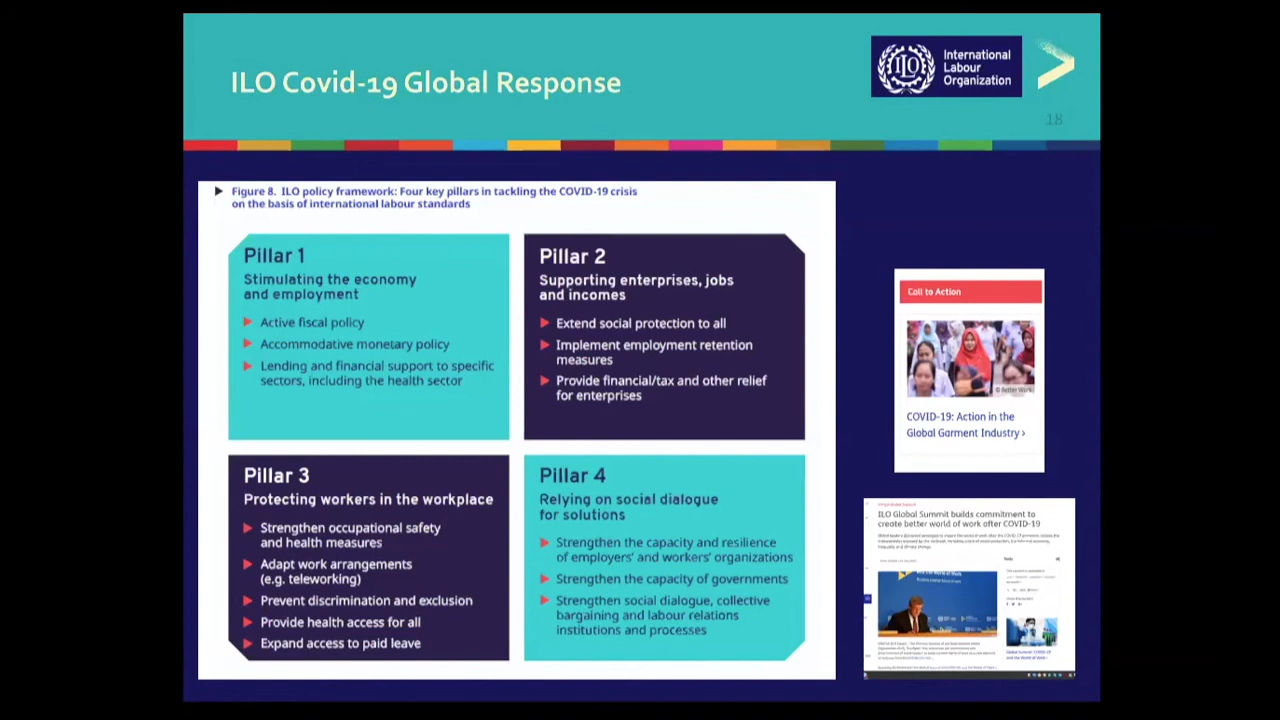 ILO Covid-19 Global Response
International
Labour
Organization
18
Figure 8. ILO policy framework: Four key pillars in tackling the COVID-19 crisis
on the basis of international labour standards
Pillar 1
Stimulating the economy
and employment
Active fiscal policy
Accommodative monetary policy
Lending and financial support to specific
sectors, including the health sector
Pillar 2
Supporting enterprises, jobs
and incomes
Extend social protection to all
Implement employment retention
measures
Provide financial/tax and other relief
for enterprises
Pillar 3
Protecting workers in the workplace
Strengthen occupational safety
and health measures
Adapt work arrangements
(e.g. teleworking)
Prevent discrimination and exclusion
Provide health access for all
Expand access to paid leave
Pillar 4
Relying on social dialogue
for solutions
Strengthen the capacity and resilience
of employers' and workers' organizations
Strengthen the capacity of governments
Strengthen social dialogue, collective
bargaining and labour relations
institutions and processes
Call to Action
© Better Work
COVID-19: Action in the
Global Garment Industry ›
ILO Global Summit builds commitment to
create better world of work after COVID-19